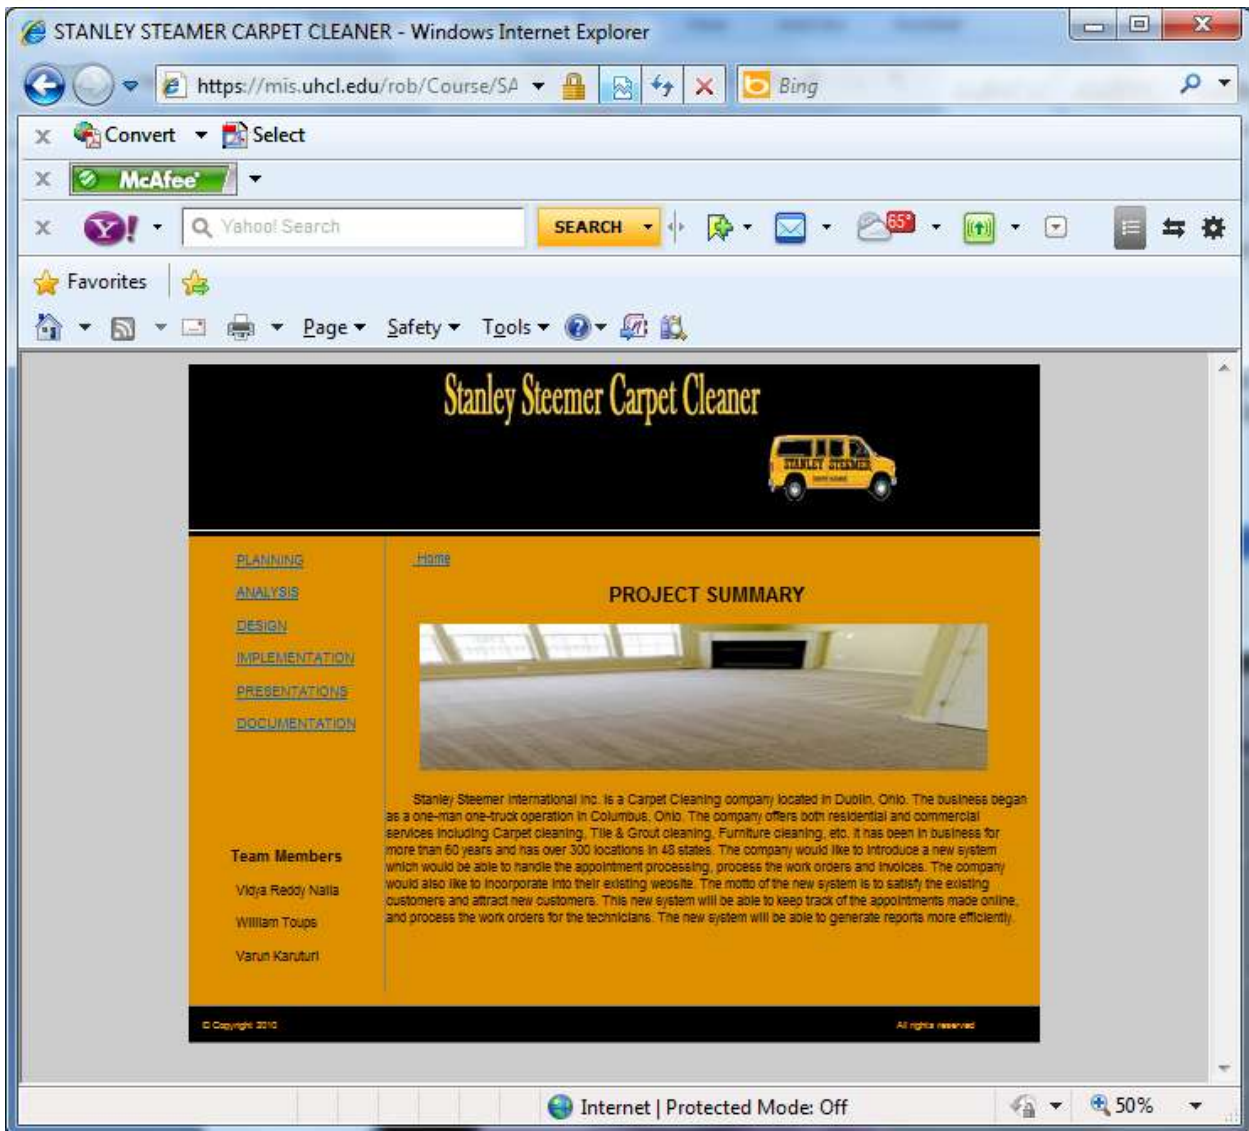 STANLEY STEAMER CARPET CLEANER - Windows Internet Explorer
https://mis.uhcl.edu/rob/Course/SA
Bing
x Convert Select
x McAfee
x Y! Yahoo! Search SEARCH 65°
Favorites
Page Safety Tools
Stanley Steemer Carpet Cleaner
STANLEY STEEMER
PLANNING
ANALYSIS
DESIGN
IMPLEMENTATION
PRESENTATIONS
DOCUMENTATION
Team Members
Vidya Reddy Nalla
William Toups
Varun Karuturi
Home
PROJECT SUMMARY
Stanley Steemer International Inc. is a Carpet Cleaning company located in Dublin, Ohio. The business began
as a one-man one-truck operation in Columbus, Ohio. The company offers both residential and commercial
services including Carpet cleaning, Tile & Grout cleaning, Furniture cleaning, etc. It has been in business for
more than 60 years and has over 300 locations in 48 states. The company would like to introduce a new system
which would be able to handle the appointment processing, process the work orders and invoices. The company
would also like to incorporate into their existing website. The motto of the new system is to satisfy the existing
customers and attract new customers. This new system will be able to keep track of the appointments made online,
and process the work orders for the technicians. The new system will be able to generate reports more efficiently.
© Copyright 2010
All rights reserved
Internet | Protected Mode: Off
50%